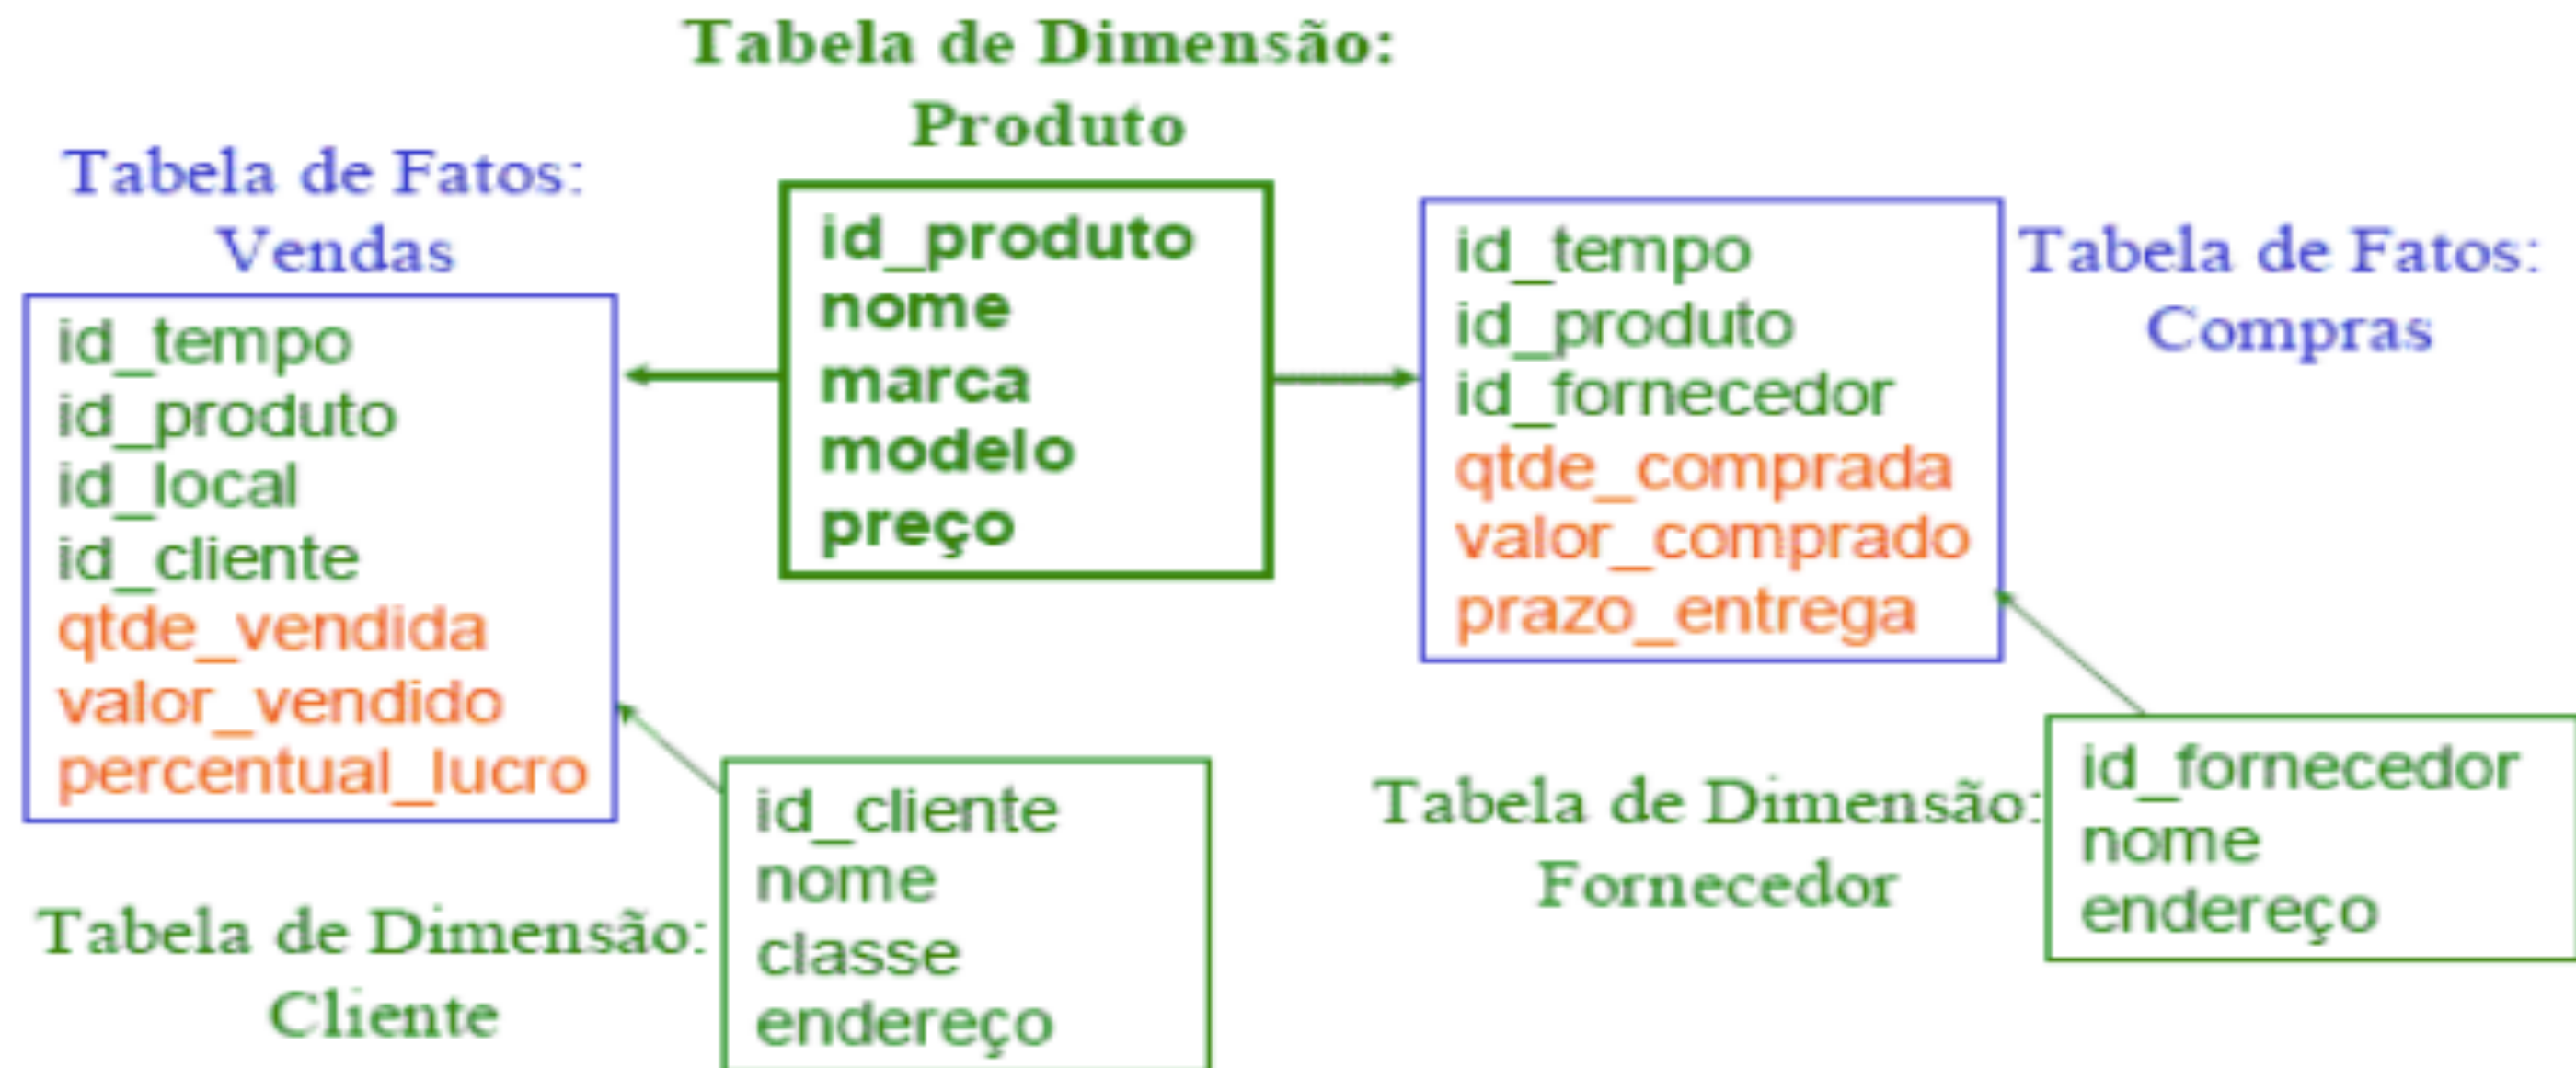 Tabela de Dimensão:
Produto
Tabela de Fatos:
Vendas
id_produto
nome
marca
modelo
preço
id_tempo
id_produto
id_fornecedor
qtde_comprada
valor_comprado
prazo_entrega
Tabela de Fatos:
Compras
id_tempo
id_produto
id_local
id_cliente
qtde_vendida
valor_vendido
percentual_lucro
id_cliente
nome
classe
endereço
Tabela de Dimensão:
Cliente
Tabela de Dimensão:
Fornecedor
id_fornecedor
nome
endereço